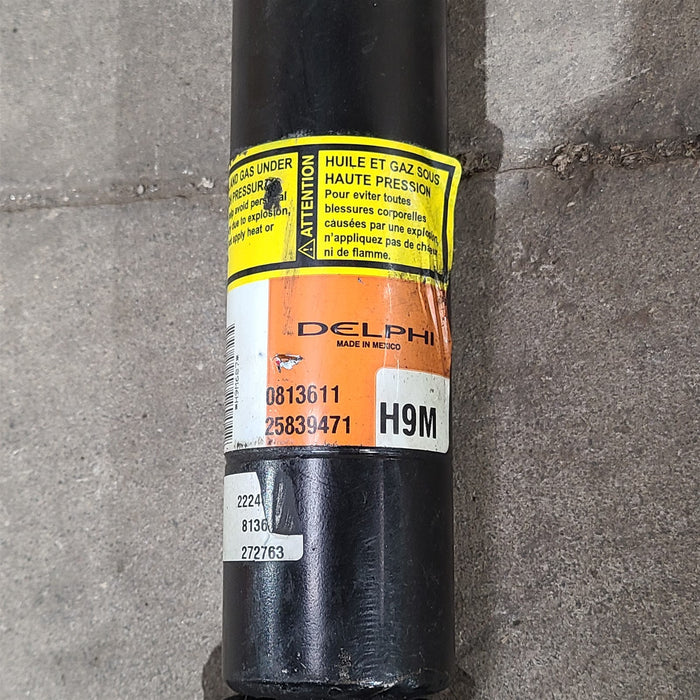 AND GAS UNDER
PRESSURE
avoid personal
due to explosion,
apply heat or
ATTENTION
HUILE ET GAZ SOUS
HAUTE PRESSION
Pour eviter toutes
blessures corporelles
causées par une explosion,
n'appliquez pas de chaleur
ni de flamme.
DELPHI
MADE IN MEXICO
0813611
25839471
H9M
2224
8136
272763